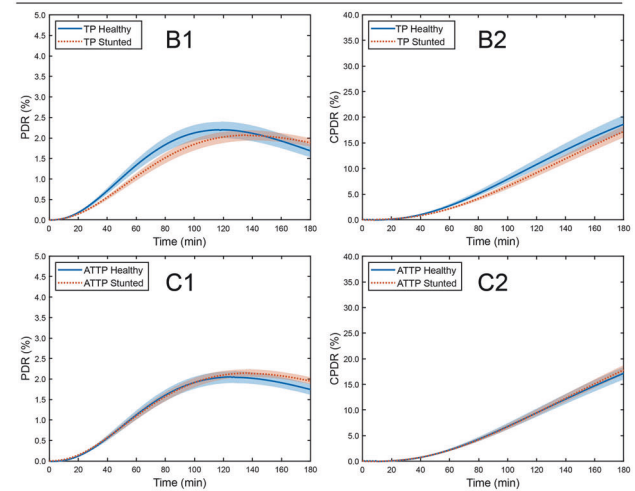 TP Healthy
TP Stunted
B1
5.0
4.5
4.0
3.5
3.0
2.5
2.0
1.5
1.0
0.5
0.0
PDR (%)
0 20 40 60 80 100 120 140 160 180
Time (min)
TP Healthy
TP Stunted
B2
40.0
35.0
30.0
25.0
20.0
15.0
10.0
5.0
0.0
CPDR (%)
0 20 40 60 80 100 120 140 160 180
Time (min)
ATTP Healthy
ATTP Stunted
C1
5.0
4.5
4.0
3.5
3.0
2.5
2.0
1.5
1.0
0.5
0.0
PDR (%)
0 20 40 60 80 100 120 140 160 180
Time (min)
ATTP Healthy
ATTP Stunted
C2
40.0
35.0
30.0
25.0
20.0
15.0
10.0
5.0
0.0
CPDR (%)
0 20 40 60 80 100 120 140 160 180
Time (min)